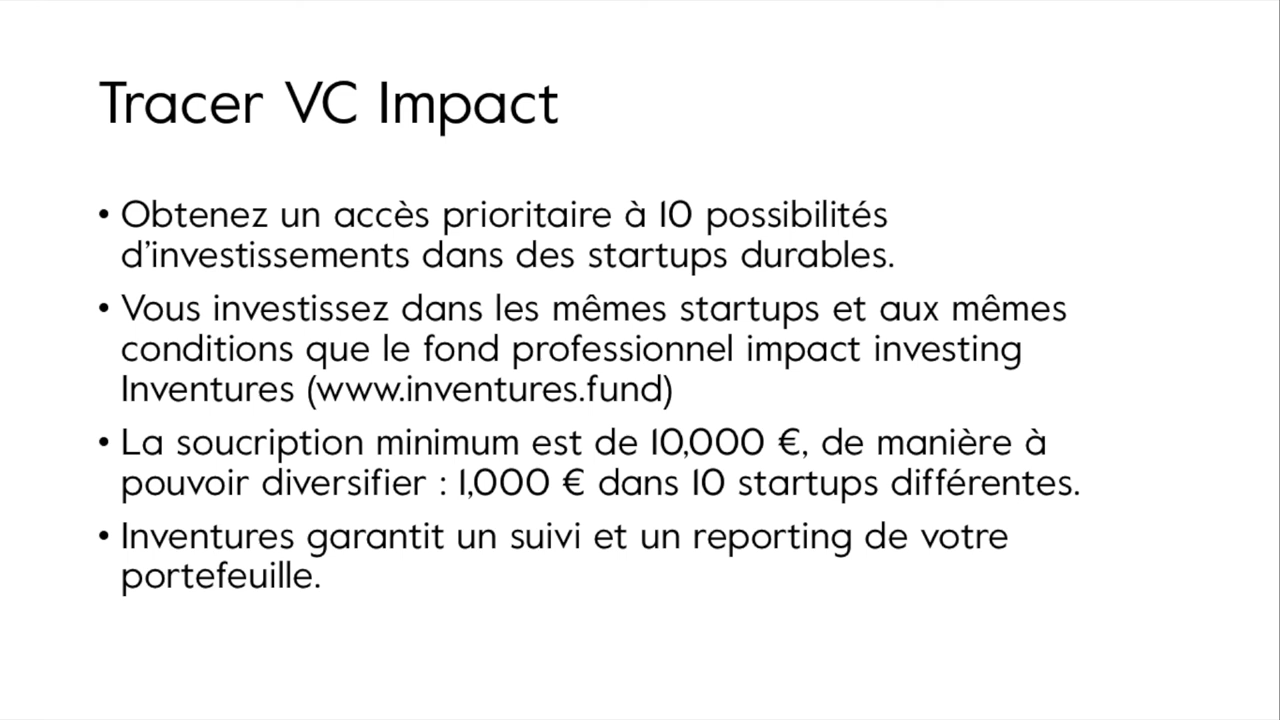 Tracer VC Impact
• Obtenez un accès prioritaire à 10 possibilités
d’investissements dans des startups durables.
• Vous investissez dans les mêmes startups et aux mêmes
conditions que le fond professionnel impact investing
Inventures (www.inventures.fund)
• La soucription minimum est de 10,000 €, de manière à
pouvoir diversifier : 1,000 € dans 10 startups différentes.
• Inventures garantit un suivi et un reporting de votre
portefeuille.